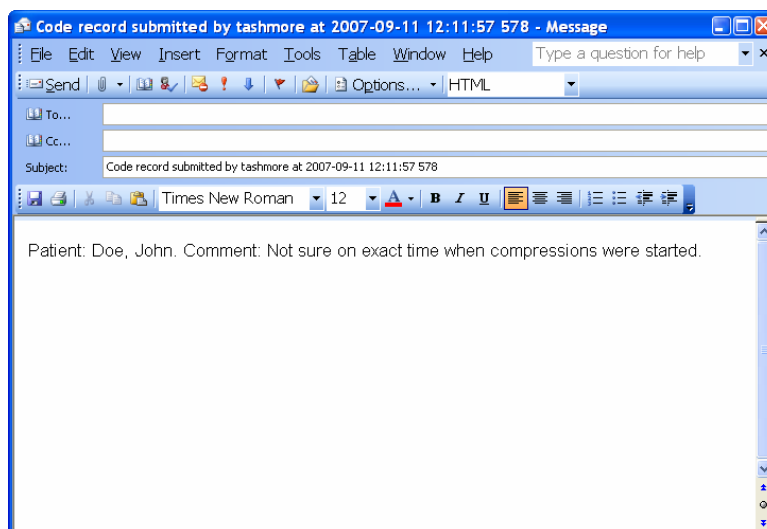 Code record submitted by tashmore at 2007-09-11 12:11:57 578 - Message
File Edit View Insert Format Tools Table Window Help Type a question for help
Send Options... HTML
To...
Cc...
Subject: Code record submitted by tashmore at 2007-09-11 12:11:57 578
Times New Roman 12 A B I U
Patient: Doe, John. Comment: Not sure on exact time when compressions were started.